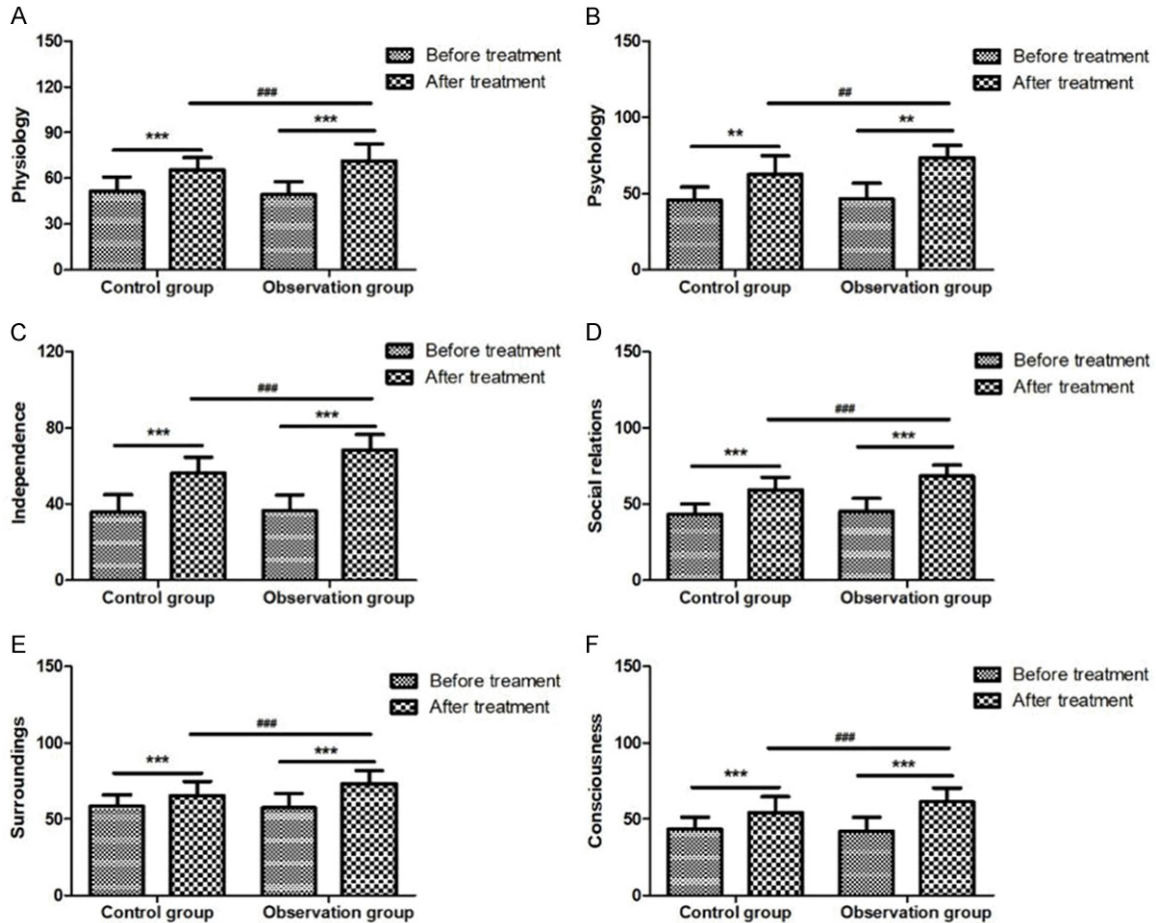 A
Physiology
150
120
90
60
30
0
Before treatment
After treatment
###
***
***
Control group
Observation group
B
Psychology
150
100
50
0
Before treatment
After treatment
##
**
**
Control group
Observation group
C
Independence
120
80
40
0
Before treatment
After treatment
###
***
***
Control group
Observation group
D
Social relations
150
100
50
0
Before treatment
After treatment
###
***
***
Control group
Observation group
E
Surroundings
150
100
50
0
Before treament
After treatment
###
***
***
Control group
Observation group
F
Consciousness
150
100
50
0
Before treatment
After treatment
###
***
***
Control group
Observation group